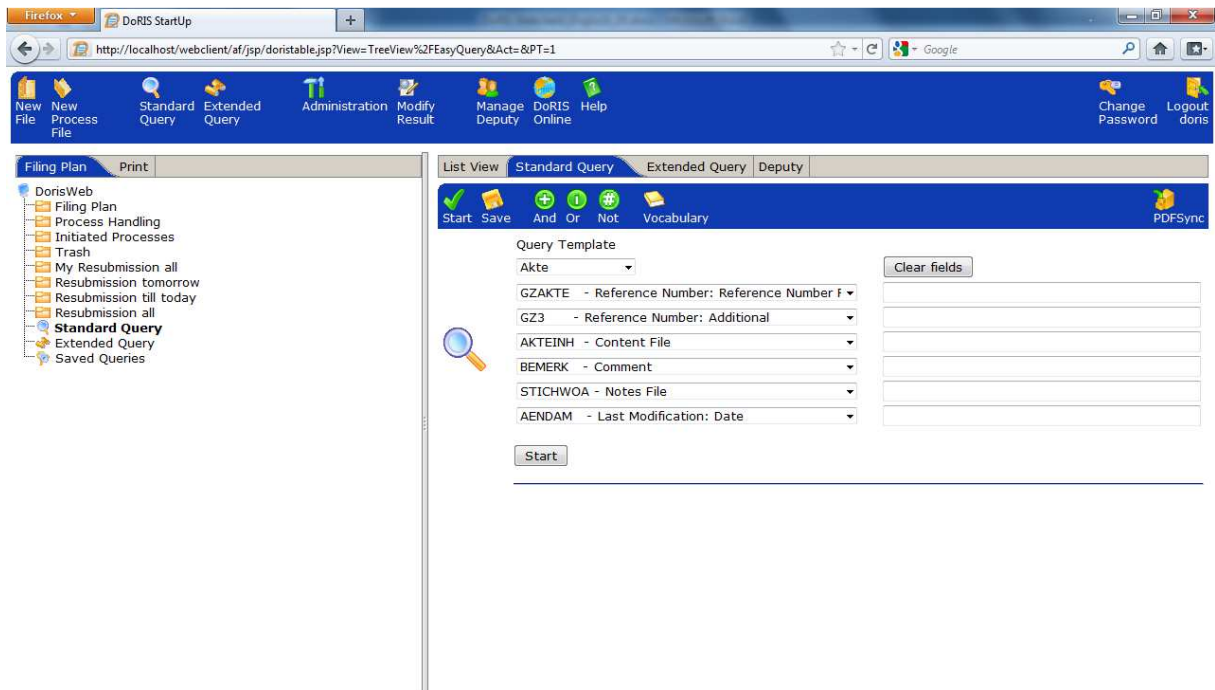 Firefox
DoRIS StartUp
http://localhost/webclient/af/jsp/doristable.jsp?View=TreeView%2FEasyQuery&Act=&PT=1
Google
New File
New Process File
Standard Query
Extended Query
Administration
Modify Result
Manage Deputy
DoRIS Online
Help
Change Password
Logout doris
Filing Plan
Print
DorisWeb
Filing Plan
Process Handling
Initiated Processes
Trash
My Resubmission all
Resubmission tomorrow
Resubmission till today
Resubmission all
Standard Query
Extended Query
Saved Queries
List View
Standard Query
Extended Query
Deputy
Start
Save
And
Or
Not
Vocabulary
PDFSync
Query Template
Akte
Clear fields
GZAKTE - Reference Number: Reference Number F
GZ3 - Reference Number: Additional
AKTEINH - Content File
BEMERK - Comment
STICHWOA - Notes File
AENDAM - Last Modification: Date
Start